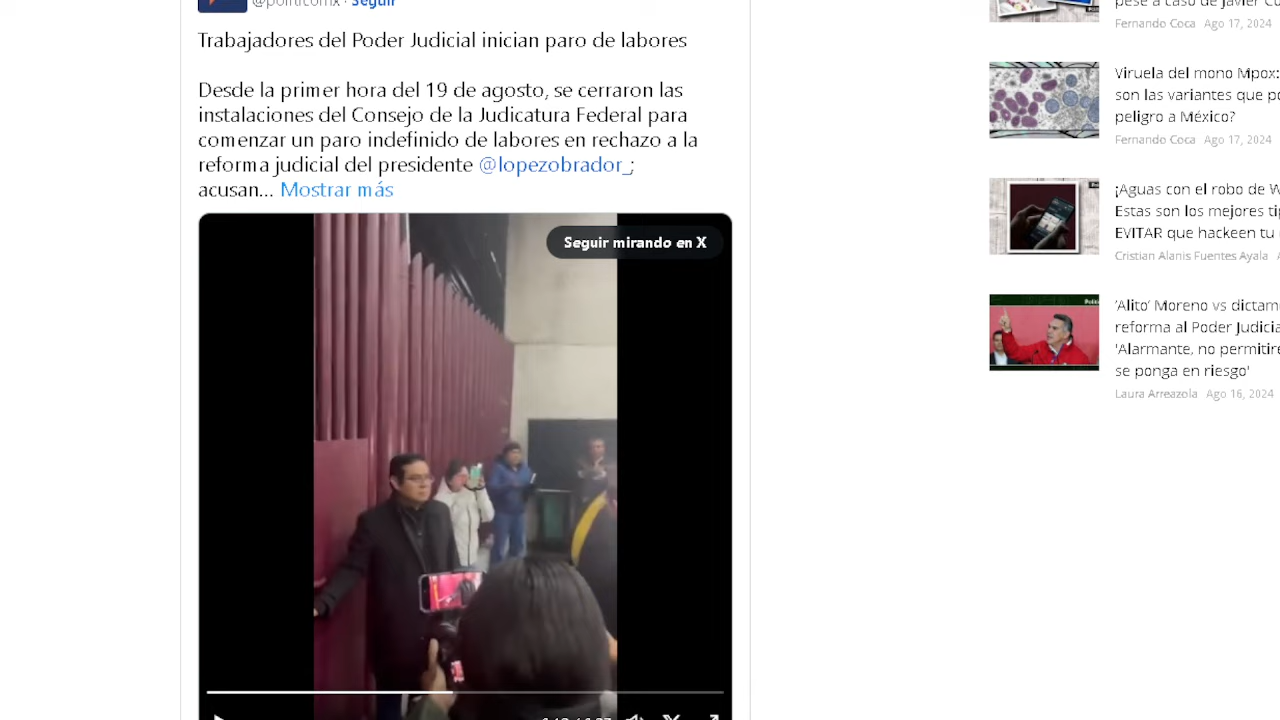 @politicomx · Seguir
Trabajadores del Poder Judicial inician paro de labores
Desde la primer hora del 19 de agosto, se cerraron las
instalaciones del Consejo de la Judicatura Federal para
comenzar un paro indefinido de labores en rechazo a la
reforma judicial del presidente @lopezobrador_;
acusan... Mostrar más
Seguir mirando en X
Fernando Coca Ago 17, 2024
Viruela del mono Mpox:
son las variantes que po
peligro a México?
Fernando Coca Ago 17, 2024
¡Aguas con el robo de W
Estas son los mejores tip
EVITAR que hackeen tu
Cristian Alanis Fuentes Ayala
'Alito' Moreno vs dictam
reforma al Poder Judicia
'Alarmante, no permitire
se ponga en riesgo'
Laura Arreazola Ago 16, 2024